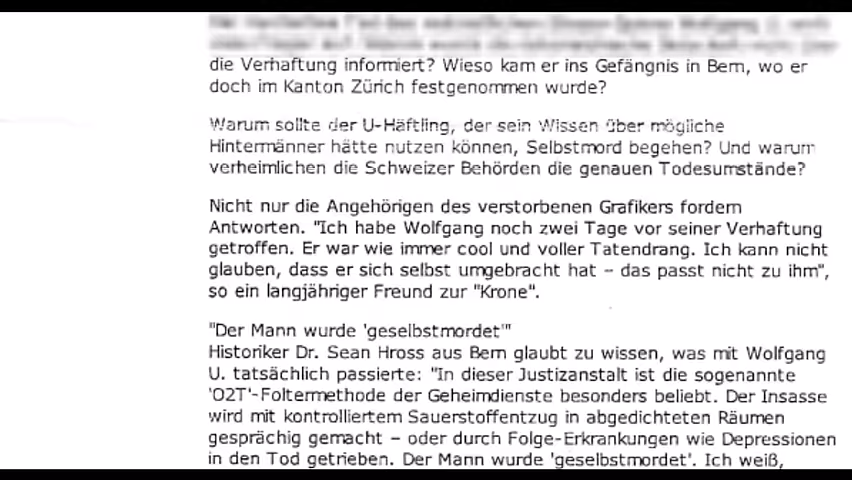 die Verhaftung informiert? Wieso kam er ins Gefängnis in Bern, wo er
doch im Kanton Zürich festgenommen wurde?
Warum sollte der U-Häftling, der sein Wissen über mögliche
Hintermänner hätte nutzen können, Selbstmord begehen? Und warum
verheimlichen die Schweizer Behörden die genauen Todesumstände?
Nicht nur die Angehörigen des verstorbenen Grafikers fordern
Antworten. "Ich habe Wolfgang noch zwei Tage vor seiner Verhaftung
getroffen. Er war wie immer cool und voller Tatendrang. Ich kann nicht
glauben, dass er sich selbst umgebracht hat – das passt nicht zu ihm",
so ein langjähriger Freund zur "Krone".
"Der Mann wurde 'geselbstmordet'"
Historiker Dr. Sean Hross aus Bern glaubt zu wissen, was mit Wolfgang
U. tatsächlich passierte: "In dieser Justizanstalt ist die sogenannte
'O2T'-Foltermethode der Geheimdienste besonders beliebt. Der Insasse
wird mit kontrolliertem Sauerstoffentzug in abgedichteten Räumen
gesprächig gemacht – oder durch Folge-Erkrankungen wie Depressionen
in den Tod getrieben. Der Mann wurde 'geselbstmordet'. Ich weiß,